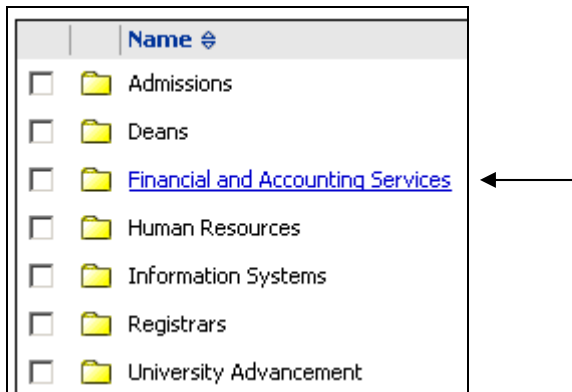 Name
Admissions
Deans
Financial and Accounting Services
Human Resources
Information Systems
Registrars
University Advancement